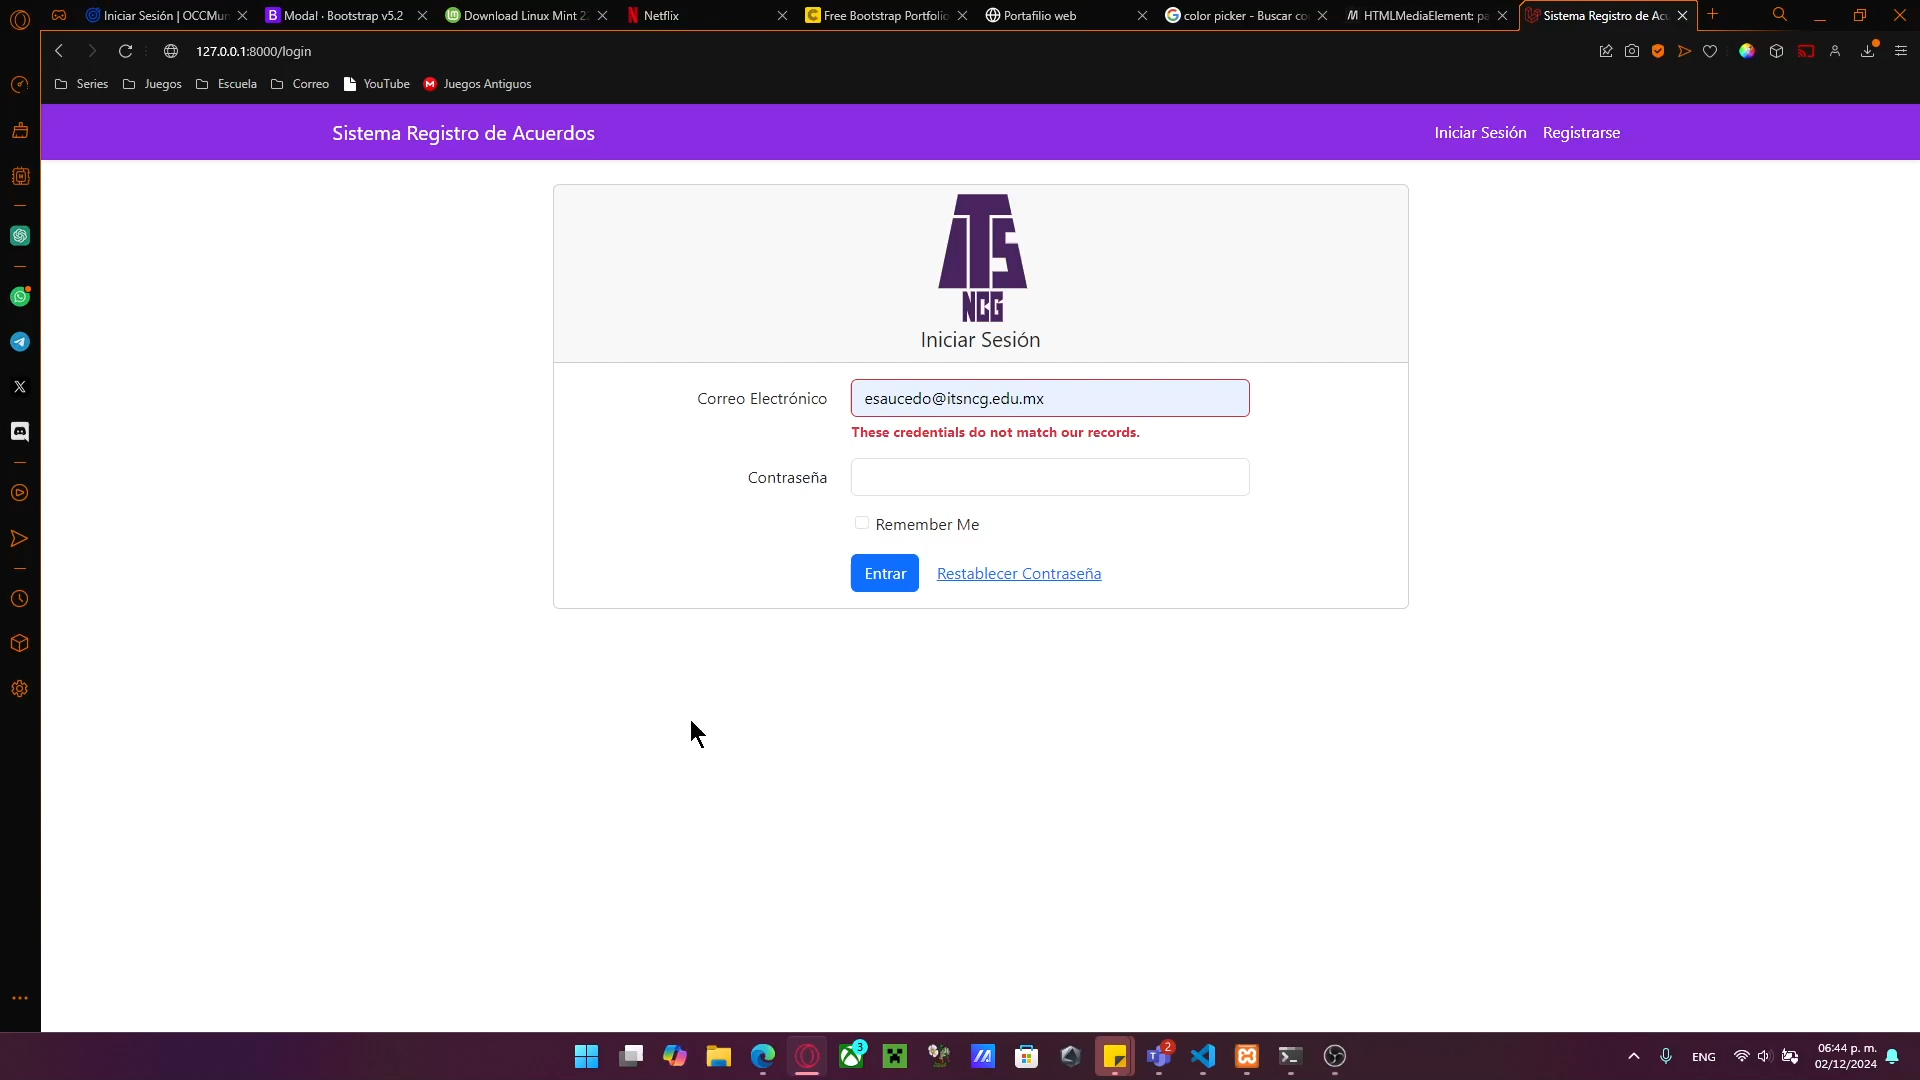 Iniciar Sesión | OCCMun
Modal · Bootstrap v5.2
Download Linux Mint 2
Netflix
Free Bootstrap Portfolio
Portafilio web
color picker - Buscar co
HTMLMediaElement: pa
Sistema Registro de Acu
127.0.0.1:8000/login
Series
Juegos
Escuela
Correo
YouTube
Juegos Antiguos
Sistema Registro de Acuerdos
Iniciar Sesión
Registrarse
ITS
NCG
Iniciar Sesión
Correo Electrónico
esaucedo@itsncg.edu.mx
These credentials do not match our records.
Contraseña
Remember Me
Entrar
Restablecer Contraseña
3
2
ENG
06:44 p. m.
02/12/2024